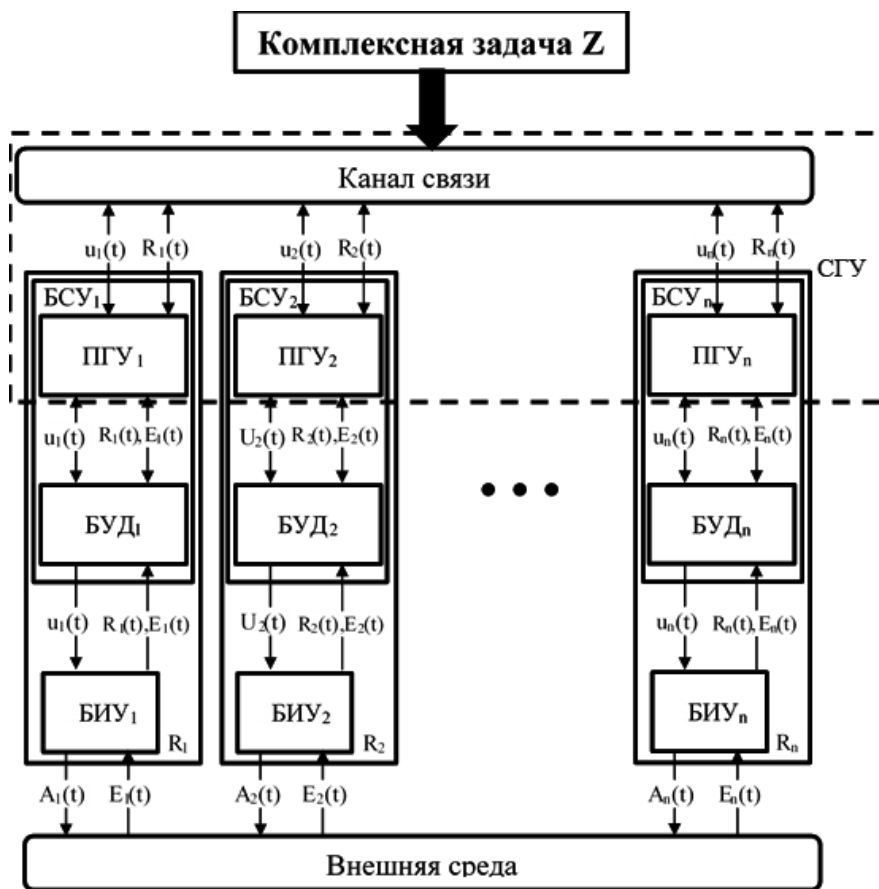 Комплексная задача Z
Канал связи
u₁(t) R₁(t) u₂(t) R₂(t) uₙ(t) Rₙ(t)
СГУ
БСУ₁ БСУ₂ БСУₙ
ПГУ₁ ПГУ₂ ПГУₙ
u₁(t) R₁(t),E₁(t) U₂(t) R₂(t),E₂(t) uₙ(t) Rₙ(t),Eₙ(t)
• • •
БУД₁ БУД₂ БУДₙ
u₁(t) R₁(t),E₁(t) U₂(t) R₂(t),E₂(t) uₙ(t) Rₙ(t),Eₙ(t)
БИУ₁ БИУ₂ БИУₙ
R₁ R₂ Rₙ
A₁(t) E₁(t) A₂(t) E₂(t) Aₙ(t) Eₙ(t)
Внешняя среда